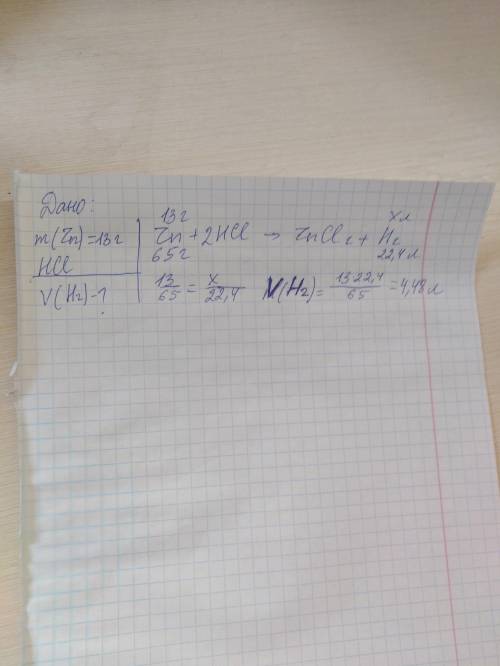 Дано:
m(Zn)=13г
HCl
V(H₂)-?
13г xл
Zn + 2HCl → ZnCl₂ + H₂
65г 22,4л
13/65 = x/22,4 V(H₂) = 13·22,4/65 = 4,48л